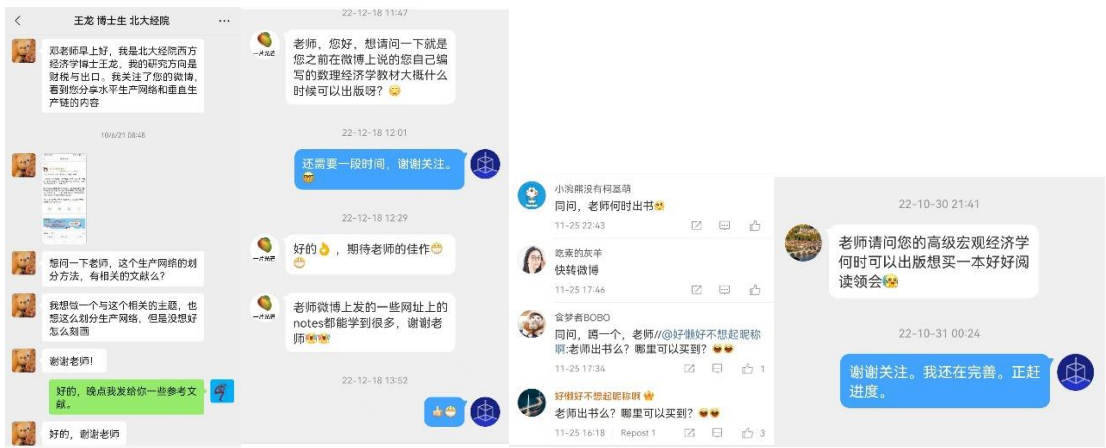 王龙 博士生 北大经院
邓老师早上好，我是北大经院西方
经济学博士王龙，我的研究方向是
财税与出口。我关注了您的微博，
看到您分享水平生产网络和垂直生
产链的内容
10/6/21 08:48
想问一下老师，这个生产网络的划
分方法，有相关的文献么？
我想做一个与这个相关的主题，也
想这么划分生产网络，但是没想好
怎么刻画
谢谢老师！
好的，晚点我发给你一些参考文
献。
好的，谢谢老师
22-12-18 11:47
老师，您好，想请问一下就是
您之前在微博上说的您自己编
写的数理经济学教材大概什么
时候可以出版呀？
22-12-18 12:01
还需要一段时间，谢谢关注。
22-12-18 12:29
好的👌，期待老师的佳作
老师微博上发的一些网址上的
notes都能学到很多，谢谢老
师
22-12-18 13:52
小浣熊没有柯基萌
同问，老师何时出书
11-25 22:43
吃素的灰羊
快转微博
11-25 17:46
食梦者BOBO
同问，蹲一个，老师//@好懒好不想起昵称
啊:老师出书么？哪里可以买到？
11-25 17:34
1
好懒好不想起昵称啊
老师出书么？哪里可以买到？
11-25 16:18 Repost 1
3
22-10-30 21:41
老师请问您的高级宏观经济学
何时可以出版想买一本好好阅
读领会
22-10-31 00:24
谢谢关注。我还在完善。正赶
进度。